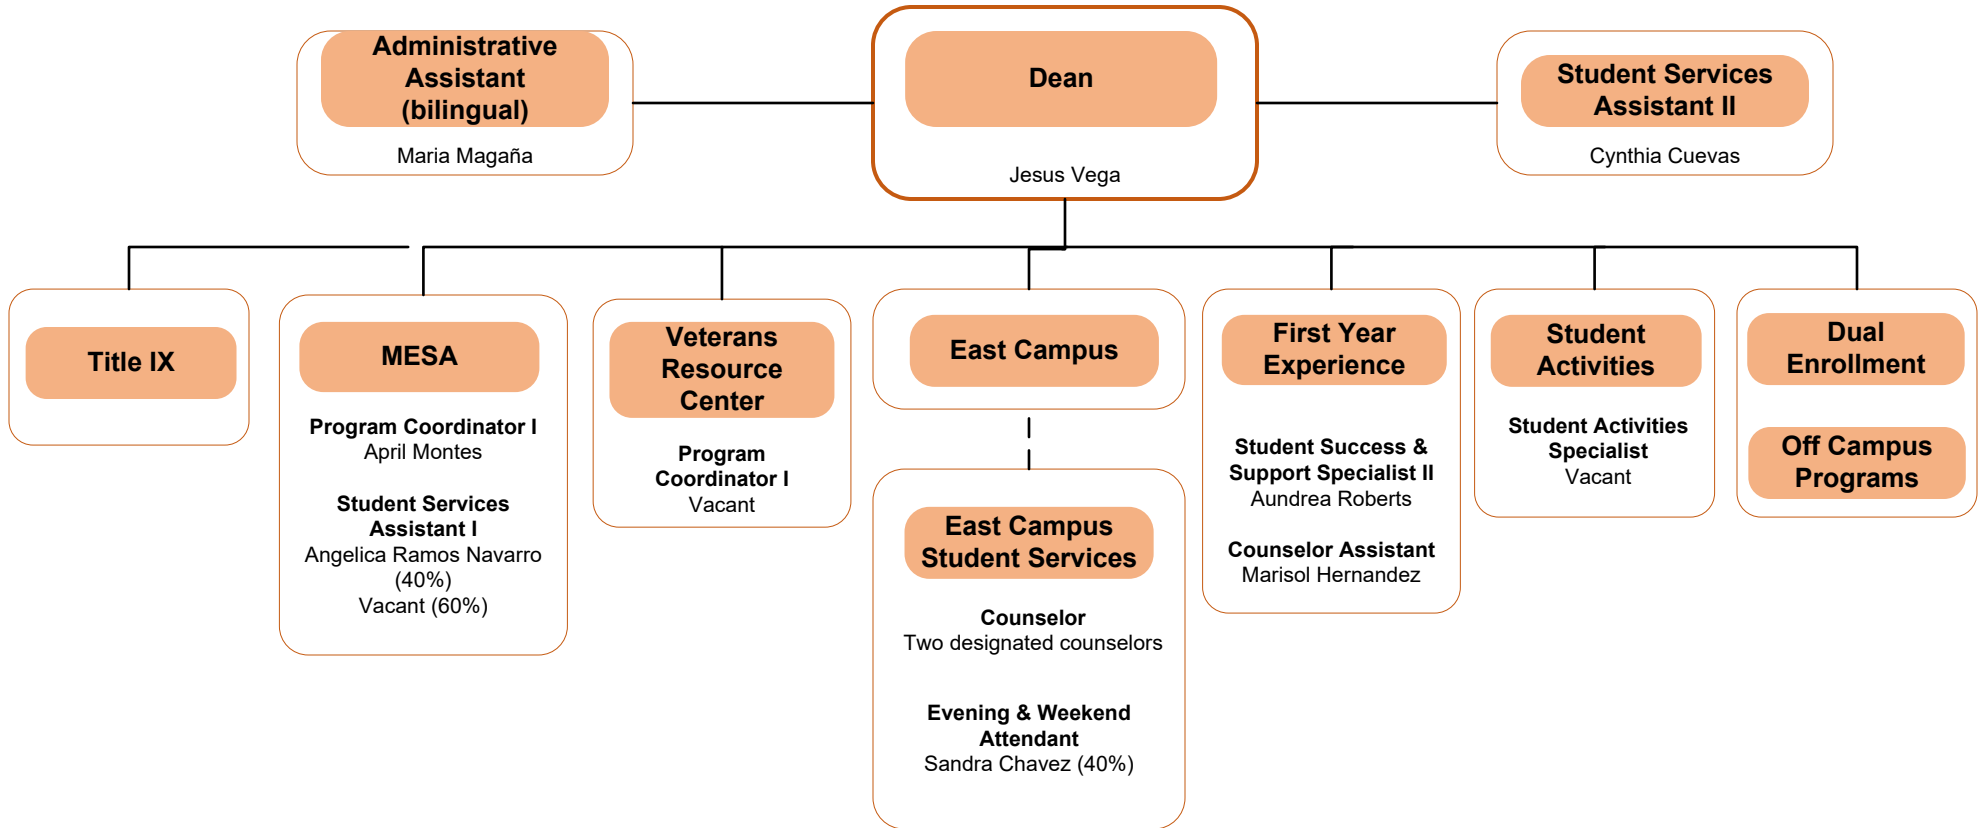 Administrative
Assistant
(bilingual)
Maria Magaña
Dean
Jesus Vega
Student Services
Assistant II
Cynthia Cuevas
Title IX
MESA
Program Coordinator I
April Montes
Student Services
Assistant I
Angelica Ramos Navarro
(40%)
Vacant (60%)
Veterans
Resource
Center
Program
Coordinator I
Vacant
East Campus
East Campus
Student Services
Counselor
Two designated counselors
Evening & Weekend
Attendant
Sandra Chavez (40%)
First Year
Experience
Student Success &
Support Specialist II
Aundrea Roberts
Counselor Assistant
Marisol Hernandez
Student
Activities
Student Activities
Specialist
Vacant
Dual
Enrollment
Off Campus
Programs